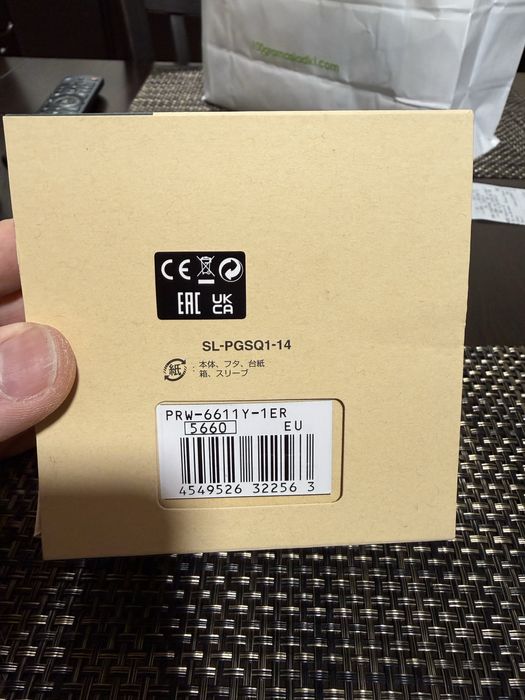 CE
EAC
UK
CA
SL-PGSQ1-14
紙 : 本体、フタ、台紙
箱、スリーブ
PRW-6611Y-1ER
5660 EU
4549526 32256 3